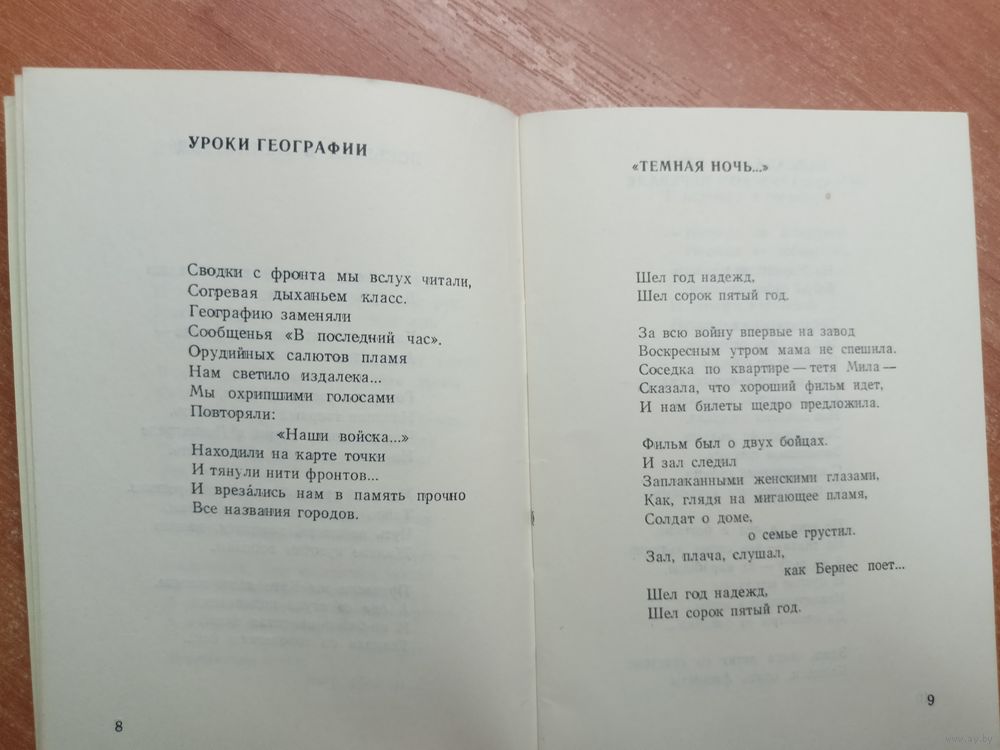 УРОКИ ГЕОГРАФИИ
Сводки с фронта мы вслух читали,
Согревая дыханьем класс.
Географию заменяли
Сообщенья «В последний час».
Орудийных салютов пламя
Нам светило издалека...
Мы охрипшими голосами
Повторяли:
«Наши войска...»
Находили на карте точки
И тянули нити фронтов...
И врезáлись нам в память прочно
Все названия городов.
8
«ТЕМНАЯ НОЧЬ...»
Шел год надежд,
Шел сорок пятый год.
За всю войну впервые на завод
Воскресным утром мама не спешила.
Соседка по квартире — тетя Мила —
Сказала, что хороший фильм идет,
И нам билеты щедро предложила.
Фильм был о двух бойцах.
И зал следил
Заплаканными женскими глазами,
Как, глядя на мигающее пламя,
Солдат о доме,
о семье грустил.
Зал, плача, слушал,
как Бернес поет...
Шел год надежд,
Шел сорок пятый год.
9
www.ay.by